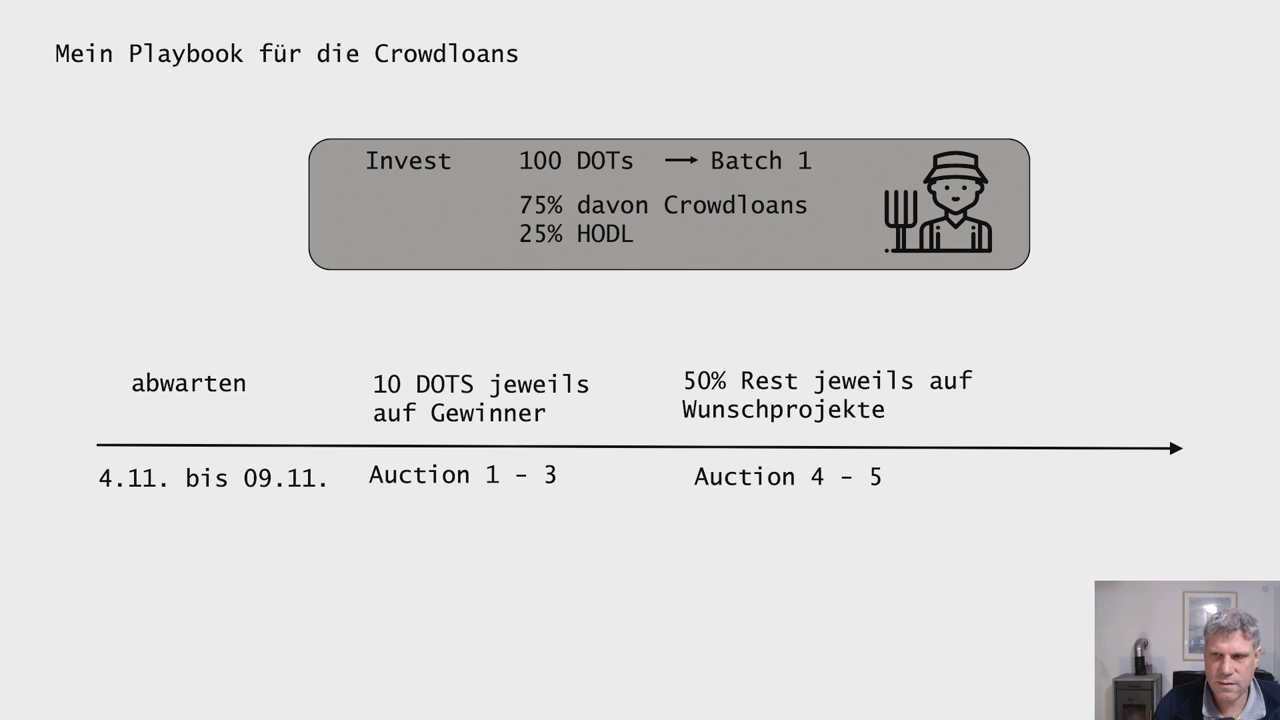 Mein Playbook für die Crowdloans
Invest 100 DOTs → Batch 1
75% davon Crowdloans
25% HODL
abwarten
10 DOTS jeweils
auf Gewinner
50% Rest jeweils auf
Wunschprojekte
4.11. bis 09.11.
Auction 1 - 3
Auction 4 - 5